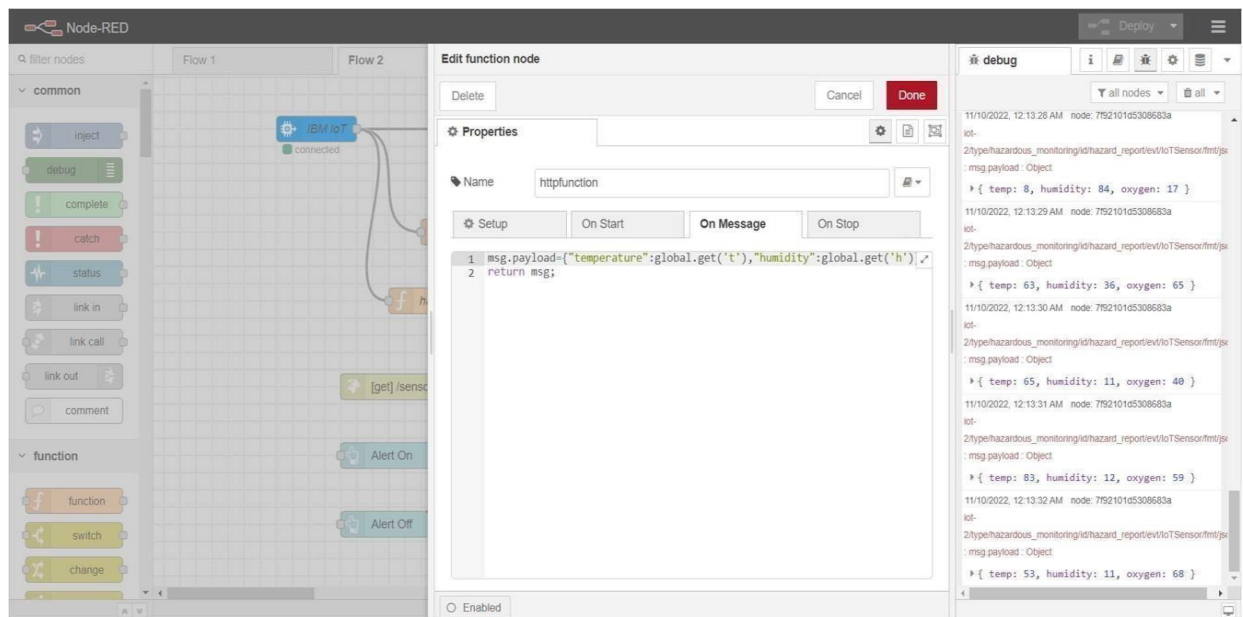 Node-RED
Deploy
filter nodes
Flow 1
Flow 2
common
inject
debug
complete
catch
status
link in
link call
link out
comment
function
function
switch
change
IBM IoT
connected
[get] /senso
Alert On
Alert Off
Edit function node
Delete
Cancel
Done
Properties
Name
httpfunction
Setup
On Start
On Message
On Stop
1 msg.payload={"temperature":global.get('t'),"humidity":global.get('h')
2 return msg;
Enabled
debug
all nodes
all
11/10/2022, 12:13:28 AM node: 7f92101d5308683a
iot-
2/type/hazardous_monitoring/id/hazard_report/evt/IoTSensor/fmt/jso
: msg.payload : Object
{ temp: 8, humidity: 84, oxygen: 17 }
11/10/2022, 12:13:29 AM node: 7f92101d5308683a
iot-
2/type/hazardous_monitoring/id/hazard_report/evt/IoTSensor/fmt/jso
: msg.payload : Object
{ temp: 63, humidity: 36, oxygen: 65 }
11/10/2022, 12:13:30 AM node: 7f92101d5308683a
iot-
2/type/hazardous_monitoring/id/hazard_report/evt/IoTSensor/fmt/jso
: msg.payload : Object
{ temp: 65, humidity: 11, oxygen: 40 }
11/10/2022, 12:13:31 AM node: 7f92101d5308683a
iot-
2/type/hazardous_monitoring/id/hazard_report/evt/IoTSensor/fmt/jso
: msg.payload : Object
{ temp: 83, humidity: 12, oxygen: 59 }
11/10/2022, 12:13:32 AM node: 7f92101d5308683a
iot-
2/type/hazardous_monitoring/id/hazard_report/evt/IoTSensor/fmt/jso
: msg.payload : Object
{ temp: 53, humidity: 11, oxygen: 68 }